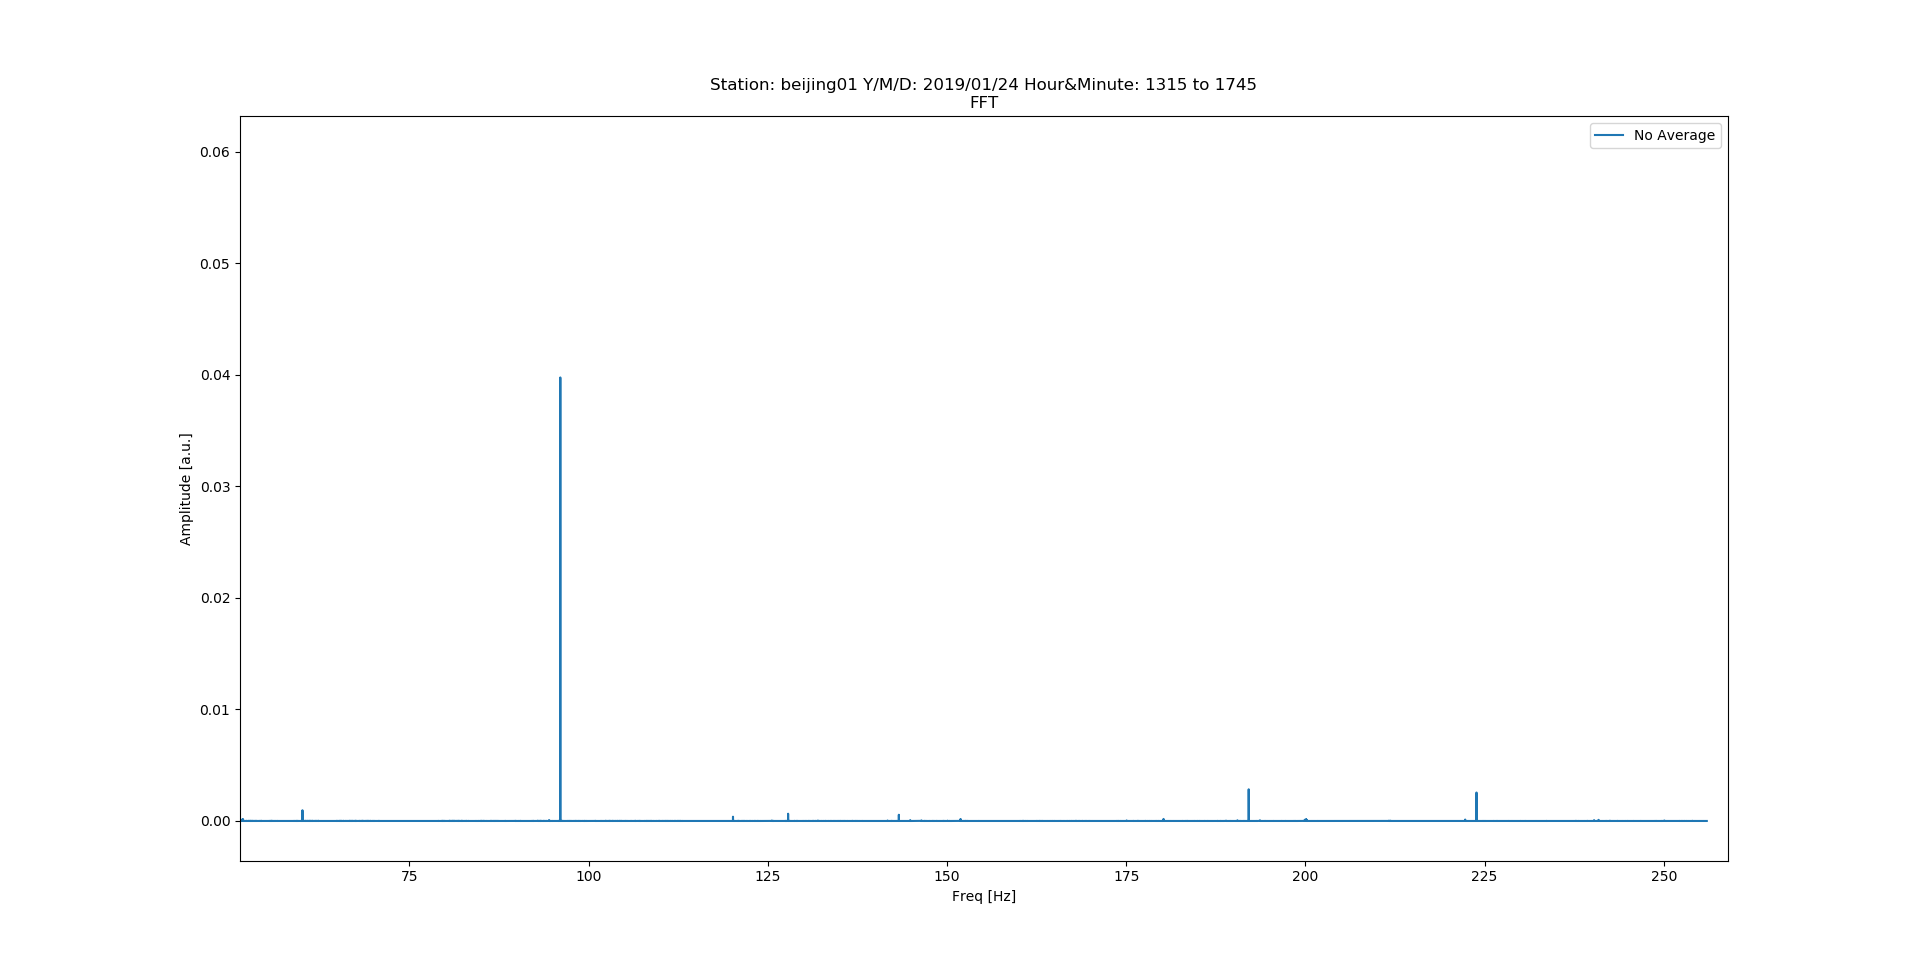 Station: beijing01 Y/M/D: 2019/01/24 Hour&Minute: 1315 to 1745
FFT
No Average
0.06
0.05
0.04
0.03
0.02
0.01
0.00
Amplitude [a.u.]
75 100 125 150 175 200 225 250
Freq [Hz]